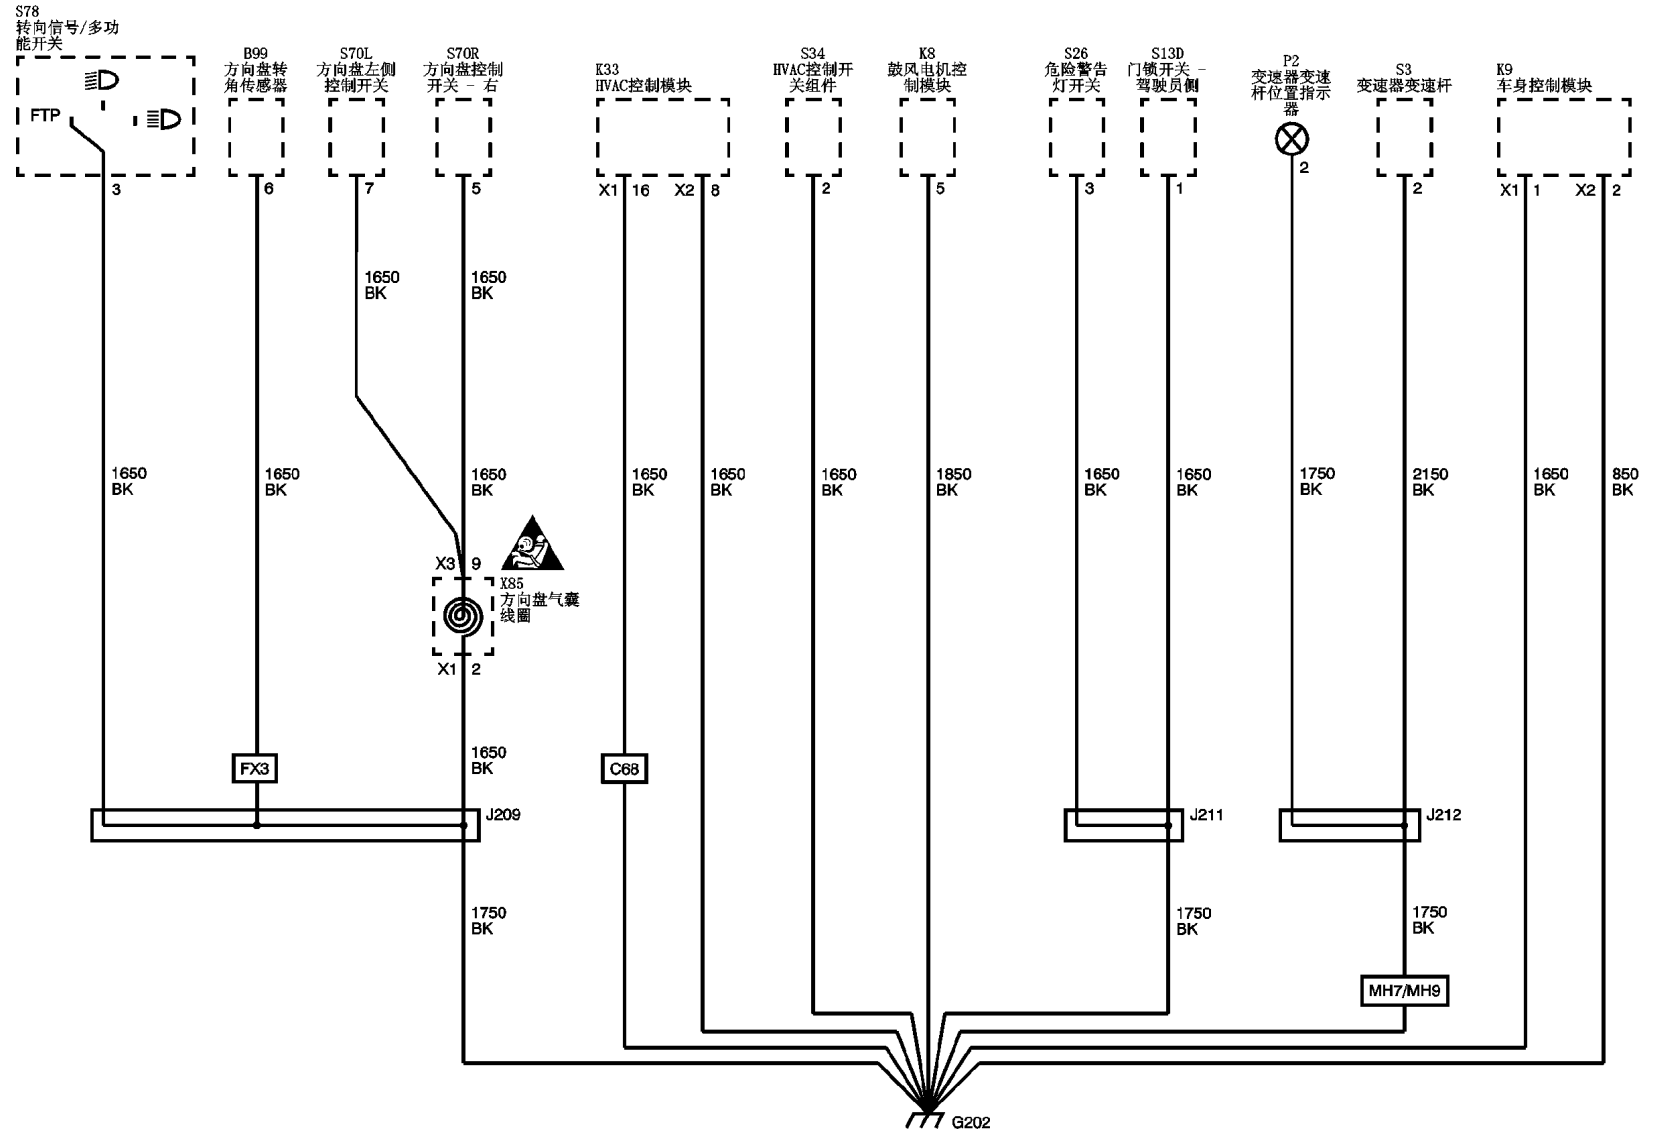 S78
转向信号/多功
能开关
FTP
3
B99
方向盘转
角传感器
6
S70L
方向盘左侧
控制开关
7
S70R
方向盘控制
开关 - 右
5
K33
HVAC控制模块
X1 16
X2 8
S34
HVAC控制开
关组件
2
K8
鼓风电机控
制模块
5
S26
危险警告
灯开关
3
S13D
门锁开关 -
驾驶员侧
1
P2
变速器变速
杆位置指示
器
2
S3
变速器变速杆
2
K9
车身控制模块
X1 1
X2 2
1650
BK
1650
BK
1650
BK
1650
BK
1650
BK
1650
BK
1650
BK
1650
BK
1850
BK
1650
BK
1650
BK
1750
BK
2150
BK
1650
BK
850
BK
X3 9
X85
方向盘气囊
线圈
X1 2
1650
BK
FX3
C68
J209
J211
J212
1750
BK
1750
BK
1750
BK
MH7/MH9
G202